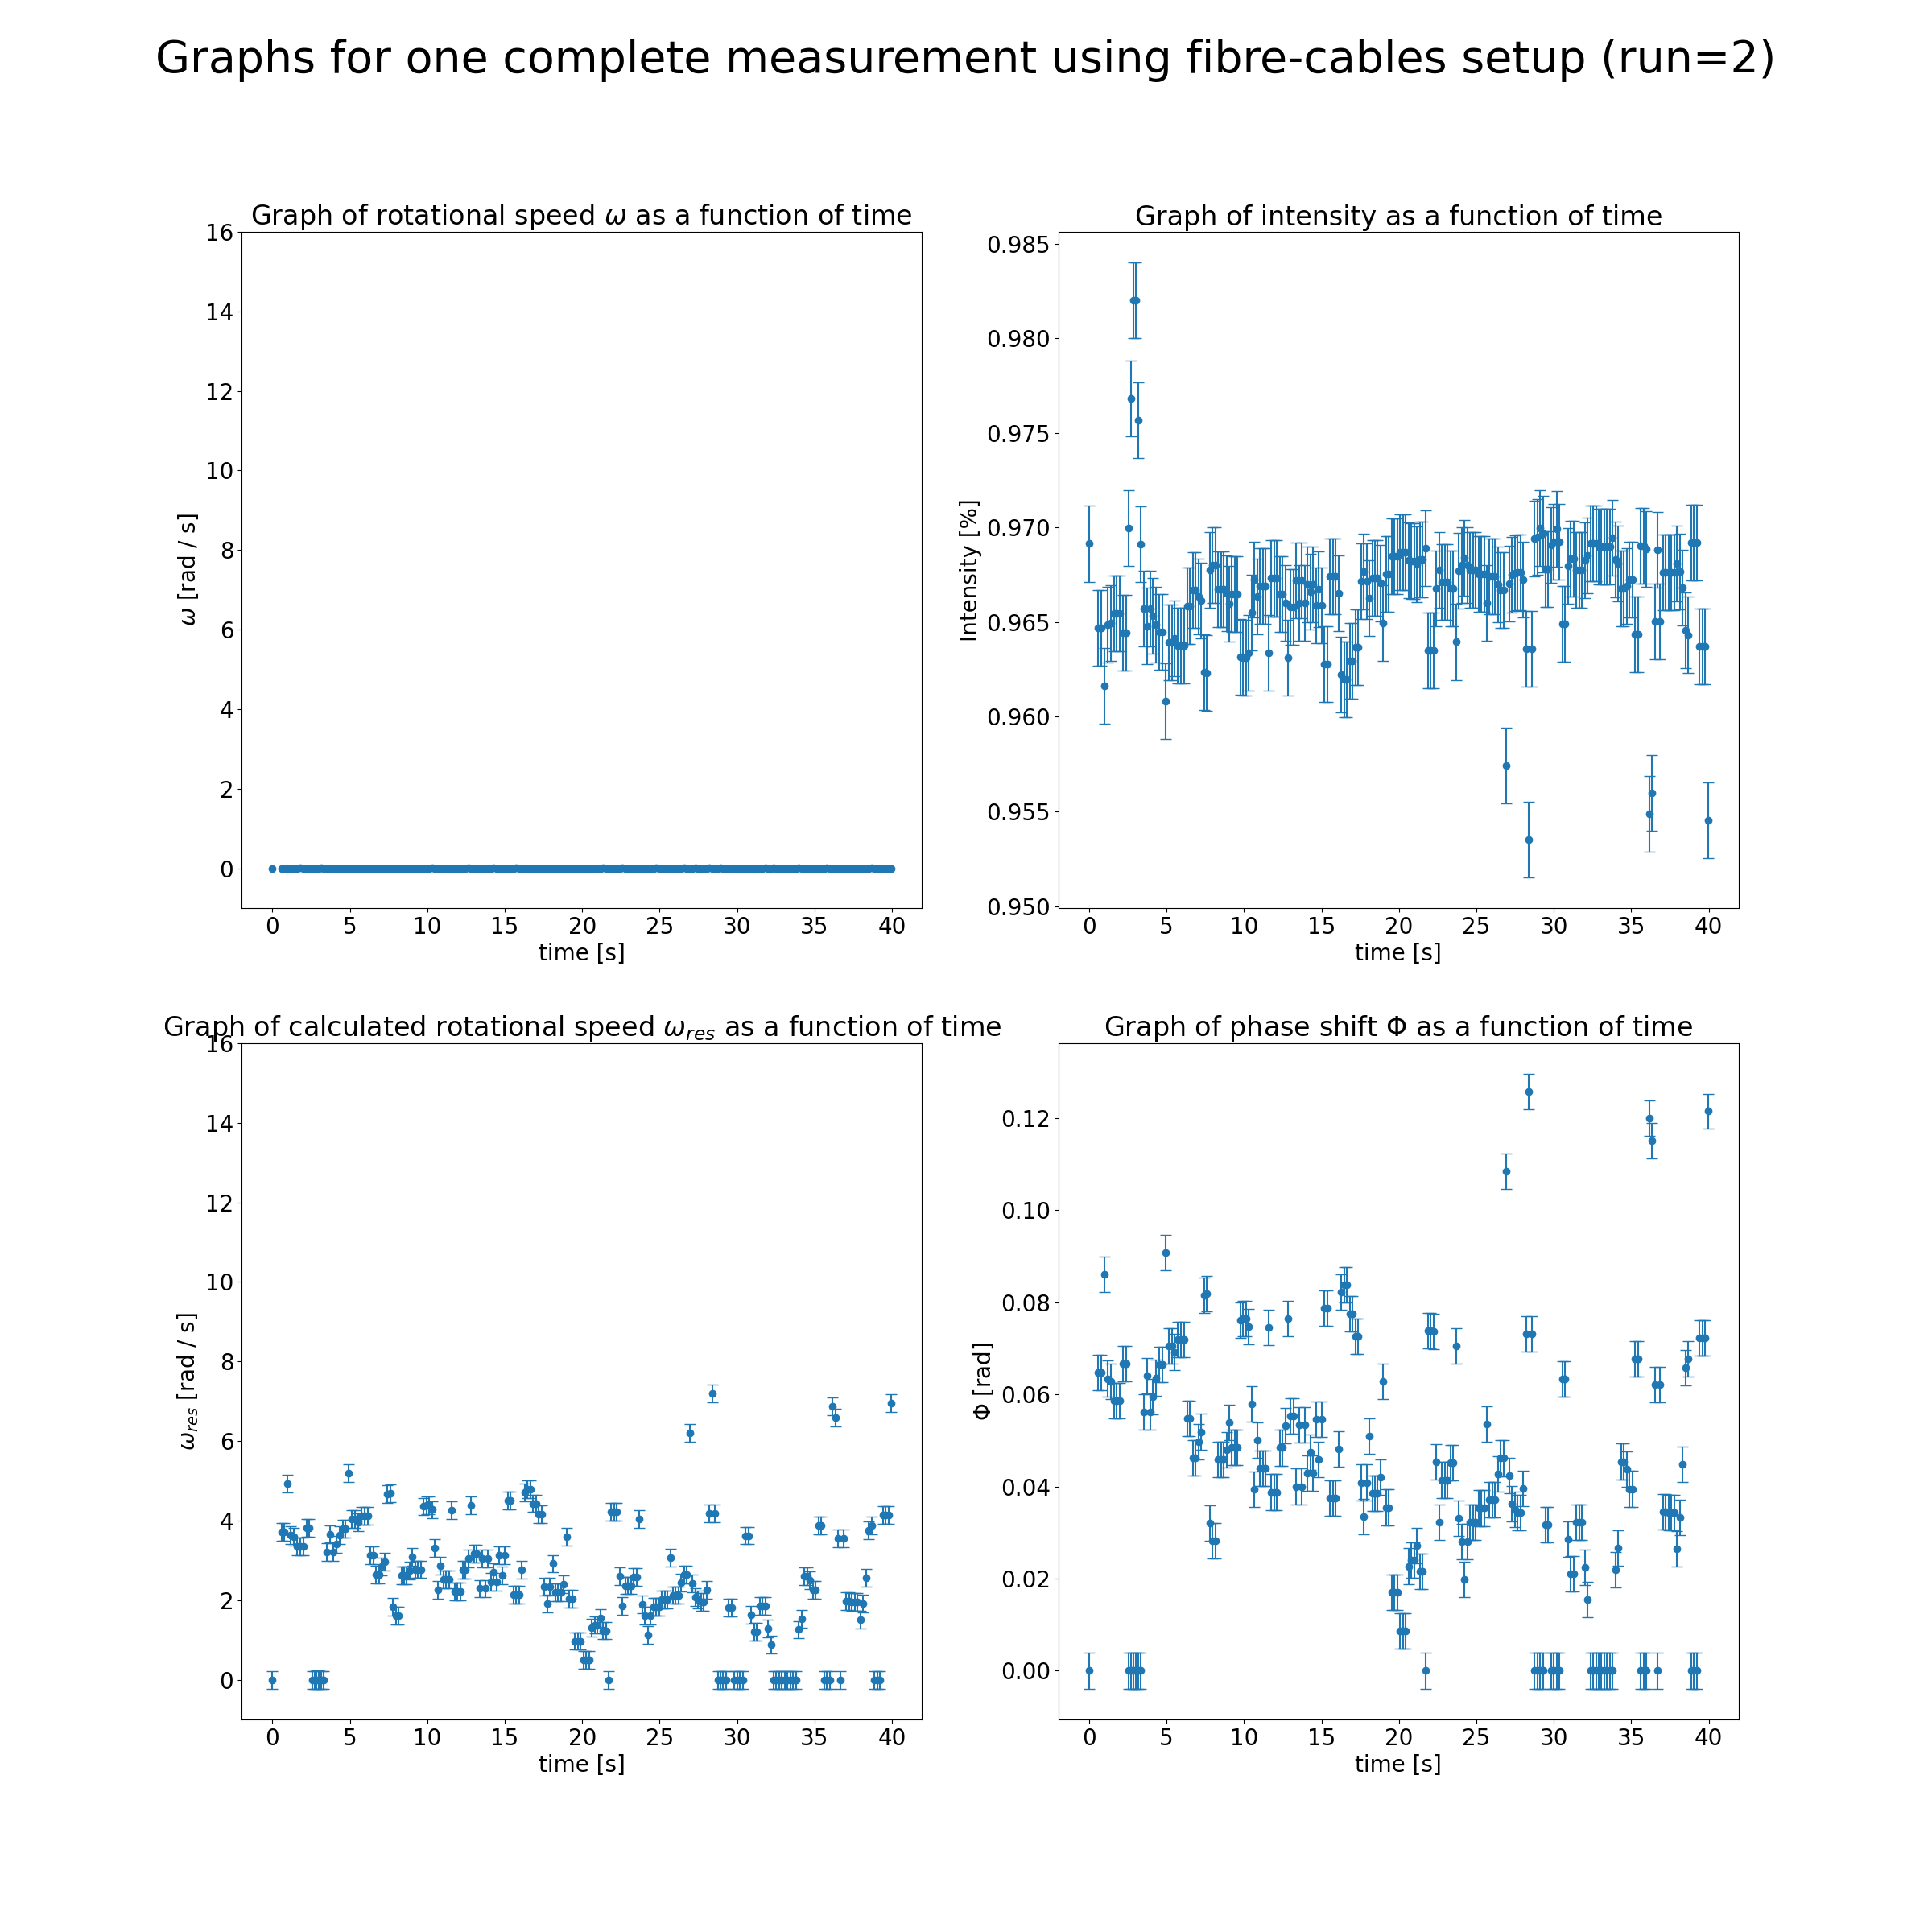 Graphs for one complete measurement using fibre-cables setup (run=2)
Graph of rotational speed ω as a function of time
16
14
12
10
8
6
4
2
0
ω [rad / s]
0 5 10 15 20 25 30 35 40
time [s]
Graph of intensity as a function of time
0.985
0.980
0.975
0.970
0.965
0.960
0.955
0.950
Intensity [%]
0 5 10 15 20 25 30 35 40
time [s]
Graph of calculated rotational speed ω_res as a function of time
16
14
12
10
8
6
4
2
0
ω_res [rad / s]
0 5 10 15 20 25 30 35 40
time [s]
Graph of phase shift Φ as a function of time
0.12
0.10
0.08
0.06
0.04
0.02
0.00
Φ [rad]
0 5 10 15 20 25 30 35 40
time [s]